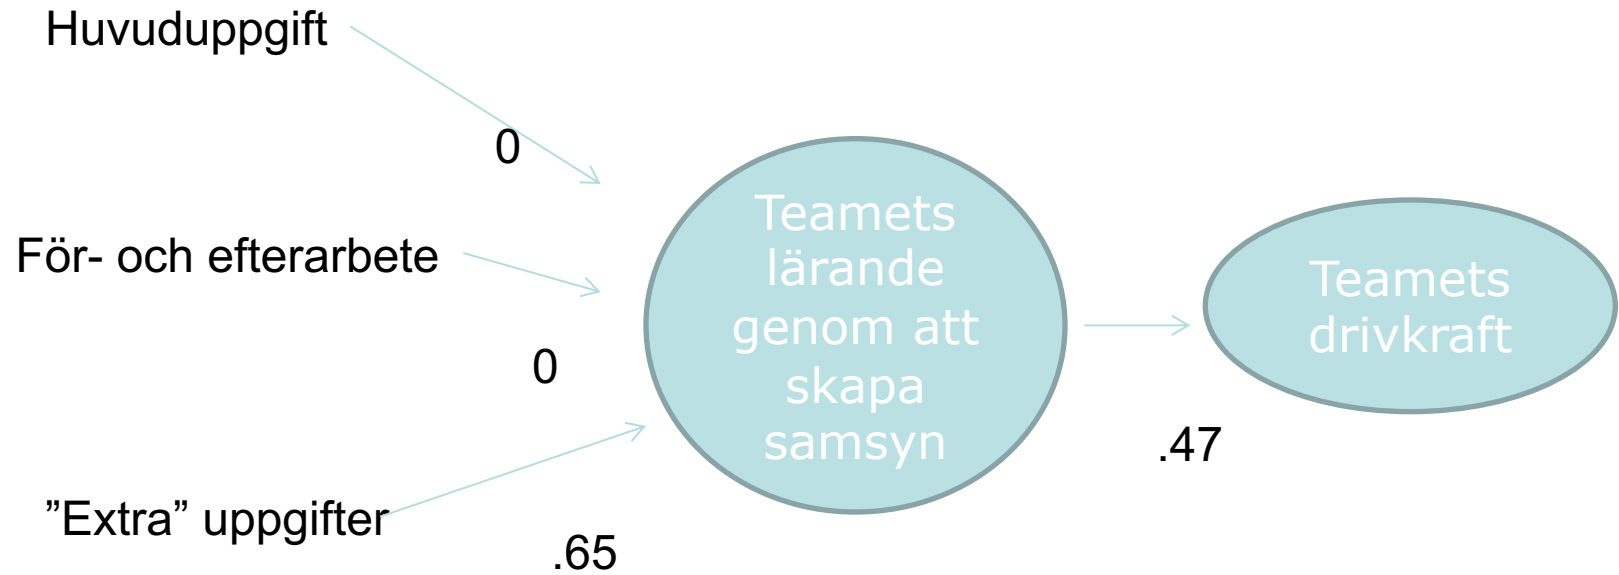 Huvuduppgift
0
För- och efterarbete
0
”Extra” uppgifter
.65
Teamets
lärande
genom att
skapa
samsyn
.47
Teamets
drivkraft